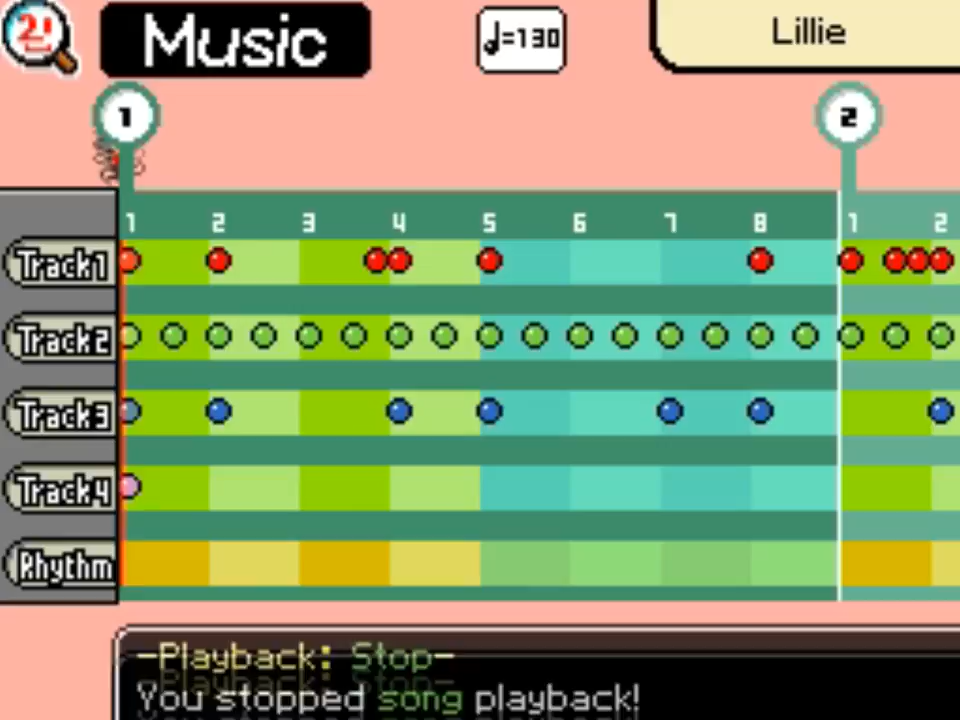 Music
♩=130
Lillie
1
2
1 2 3 4 5 6 7 8 1 2
Track1
Track2
Track3
Track4
Rhythm
-Playback: Stop-
You stopped song playback!